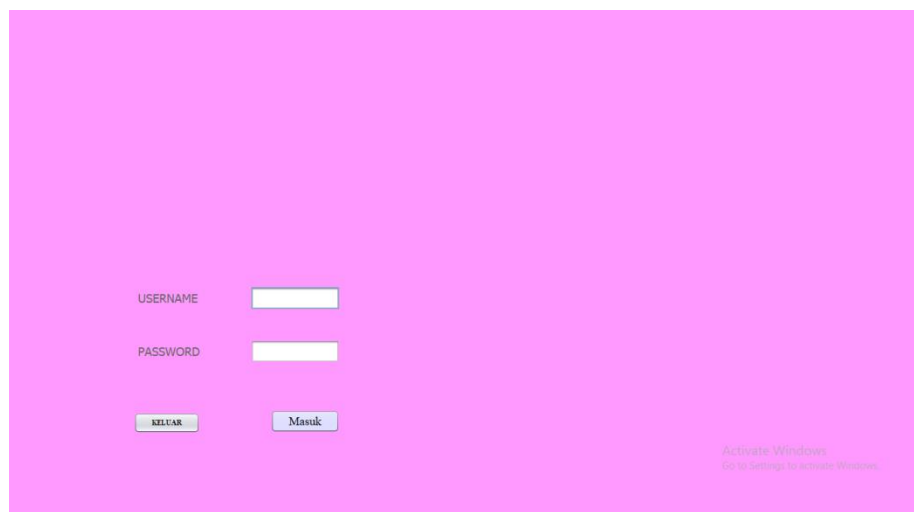 USERNAME
PASSWORD
KELUAR
Masuk
Activate Windows
Go to Settings to activate Windows.